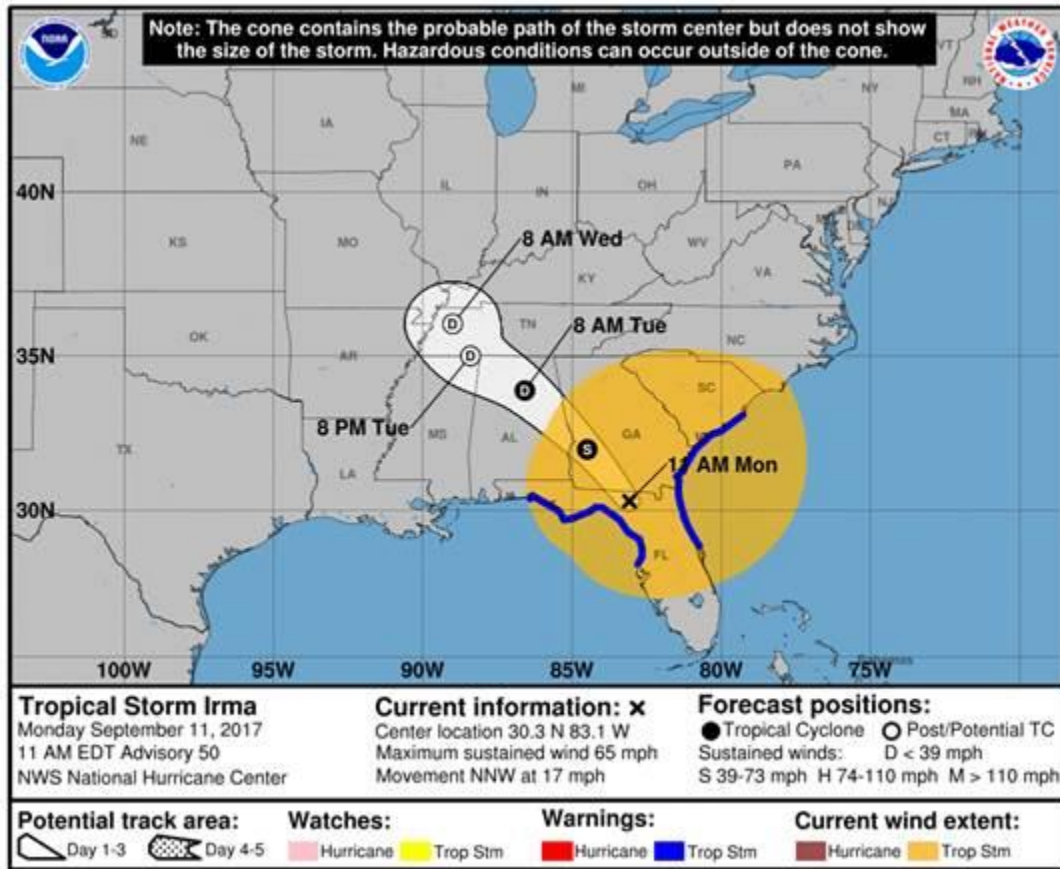 Note: The cone contains the probable path of the storm center but does not show
the size of the storm. Hazardous conditions can occur outside of the cone.
NOAA
SD
MI
VT
NH
NY
MA
CT
IA
NE
PA
NJ
40N
IL
IN
OH
DE
8 AM Wed
WV
KS
MO
VA
KY
8 AM Tue
TN
OK
NC
35N
AR
SC
8 PM Tue
MS
AL
GA
TX
11 AM Mon
LA
30N
FL
100W 95W 90W 85W 80W 75W
Bahamas
D
D
D
S
Tropical Storm Irma
Monday September 11, 2017
11 AM EDT Advisory 50
NWS National Hurricane Center
Current information: x
Center location 30.3 N 83.1 W
Maximum sustained wind 65 mph
Movement NNW at 17 mph
Forecast positions:
Tropical Cyclone Post/Potential TC
Sustained winds: D < 39 mph
S 39-73 mph H 74-110 mph M > 110 mph
Potential track area:
Day 1-3 Day 4-5
Watches:
Hurricane Trop Stm
Warnings:
Hurricane Trop Stm
Current wind extent:
Hurricane Trop Stm